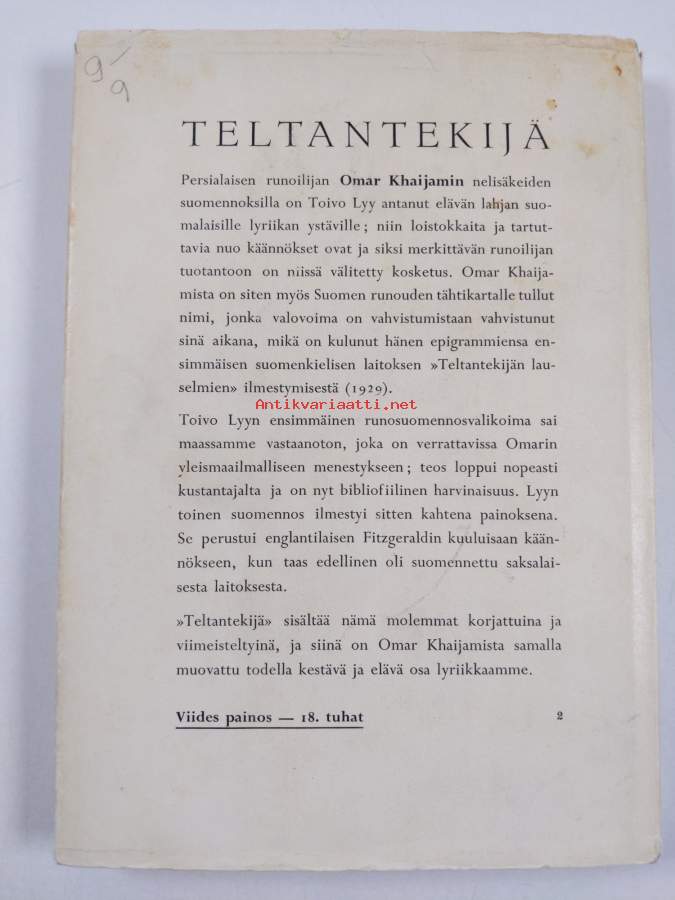 9-
9
TELTANTEKIJÄ
Persialaisen runoilijan Omar Khaijamin nelisäkeiden
suomennoksilla on Toivo Lyy antanut elävän lahjan suo-
malaisille lyriikan ystäville; niin loistokkaita ja tartut-
tavia nuo käännökset ovat ja siksi merkittävän runoilijan
tuotantoon on niissä välitetty kosketus. Omar Khaija-
mista on siten myös Suomen runouden tähtikartalle tullut
nimi, jonka valovoima on vahvistumistaan vahvistunut
sinä aikana, mikä on kulunut hänen epigrammiensa en-
simmäisen suomenkielisen laitoksen »Teltantekijän lau-
selmien» ilmestymisestä (1929).
Antikvariaatti.net
Toivo Lyyn ensimmäinen runosuomennosvalikoima sai
maassamme vastaanoton, joka on verrattavissa Omarin
yleismaailmalliseen menestykseen; teos loppui nopeasti
kustantajalta ja on nyt bibliofiilinen harvinaisuus. Lyyn
toinen suomennos ilmestyi sitten kahtena painoksena.
Se perustui englantilaisen Fitzgeraldin kuuluisaan kään-
nökseen, kun taas edellinen oli suomennettu saksalai-
sesta laitoksesta.
»Teltantekijä» sisältää nämä molemmat korjattuina ja
viimeisteltyinä, ja siinä on Omar Khaijamista samalla
muovattu todella kestävä ja elävä osa lyriikkaamme.
Viides painos — 18. tuhat 2